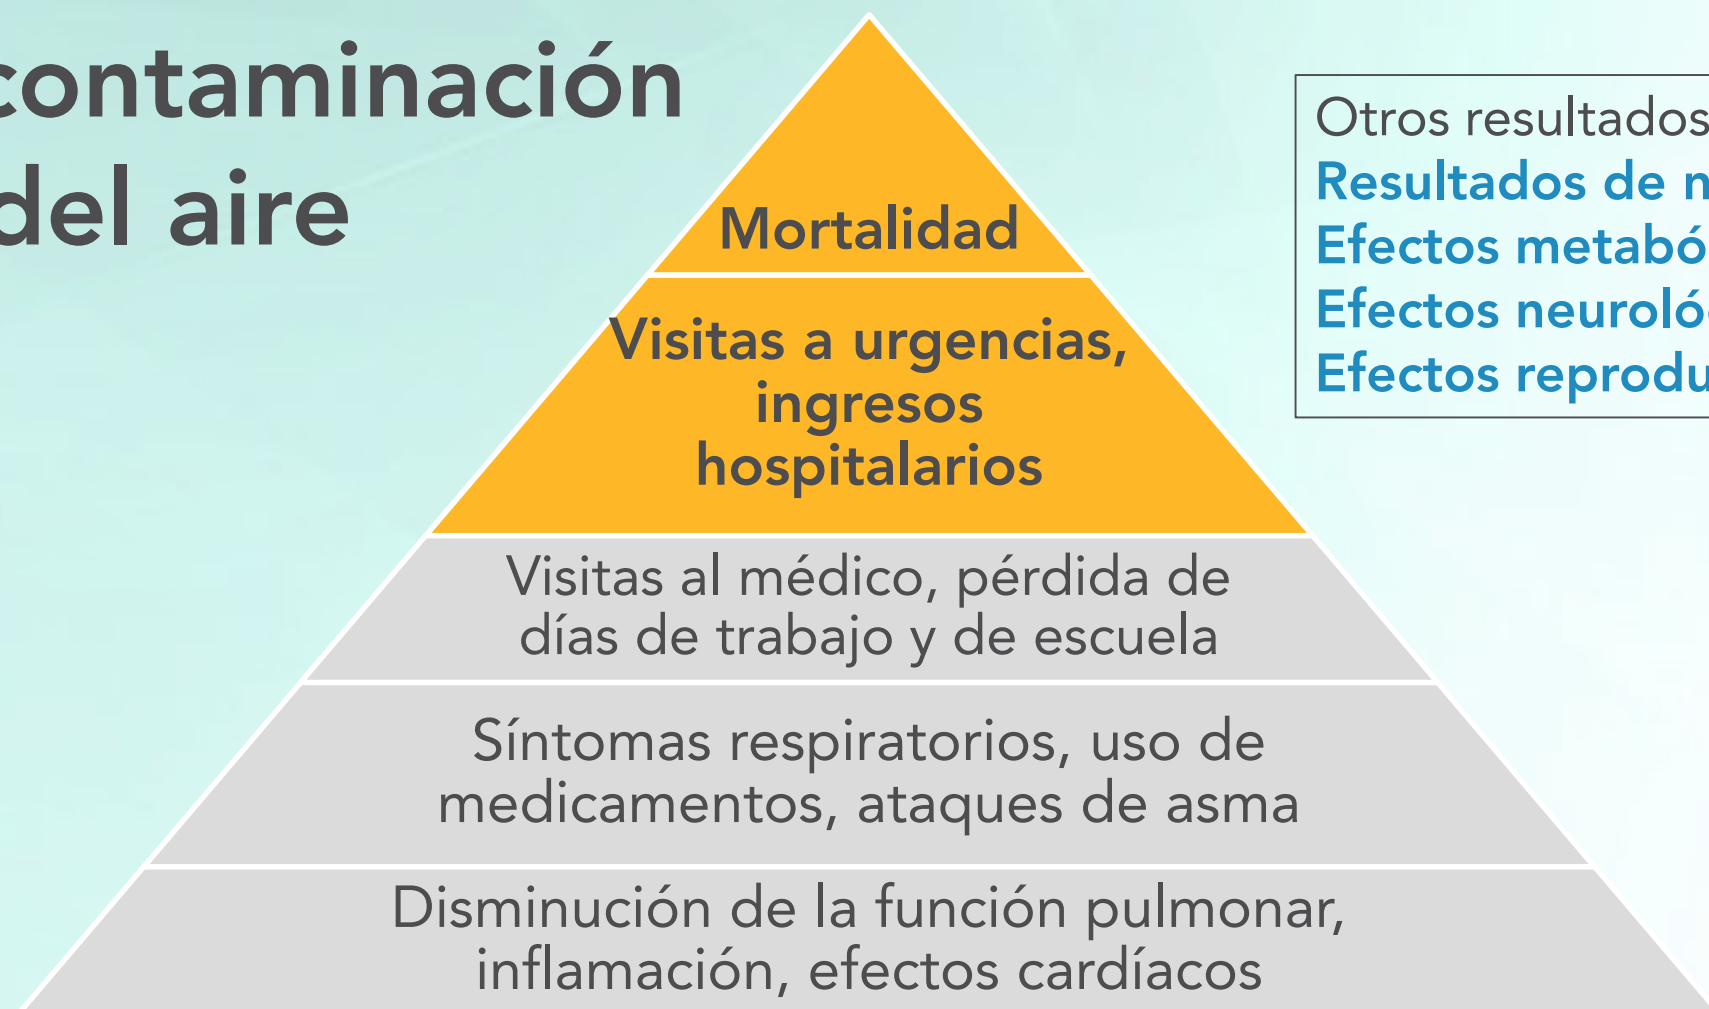 contaminación
del aire
Mortalidad
Visitas a urgencias,
ingresos
hospitalarios
Visitas al médico, pérdida de
días de trabajo y de escuela
Síntomas respiratorios, uso de
medicamentos, ataques de asma
Disminución de la función pulmonar,
inflamación, efectos cardíacos
Otros resultados
Resultados de
Efectos
Efectos
Efectos